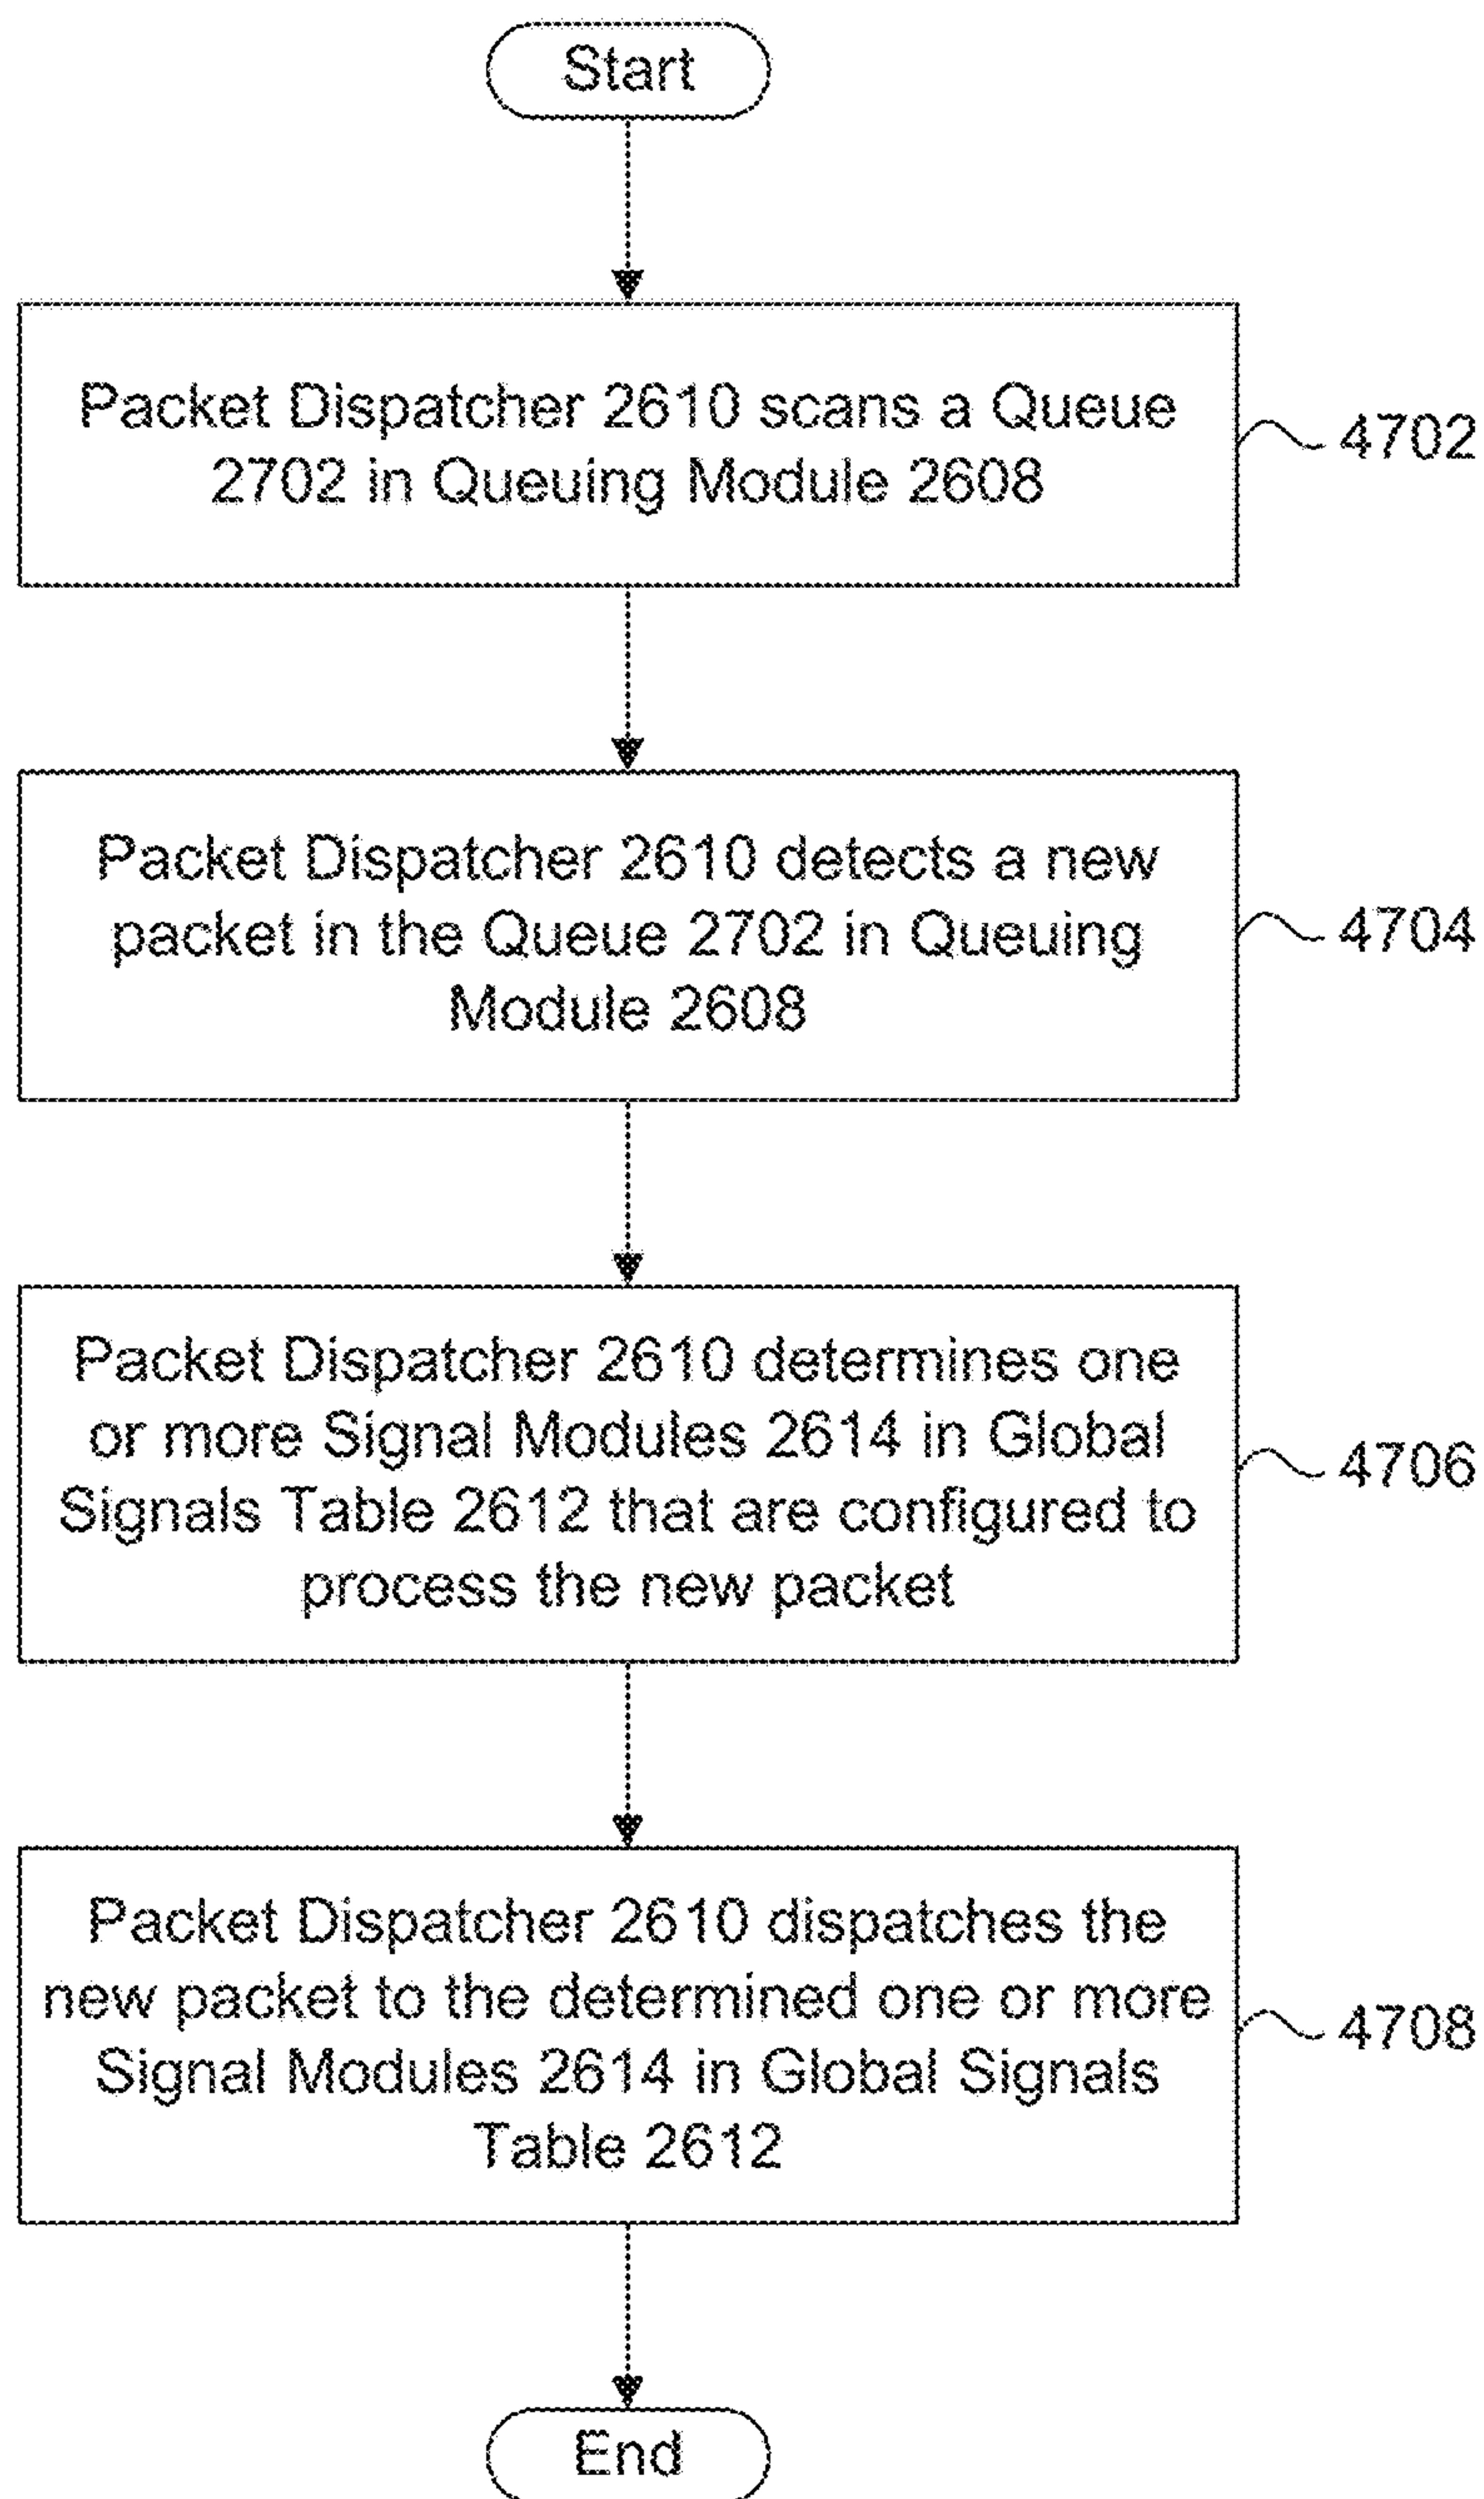 Start
Packet Dispatcher 2610 scans a Queue
2702 in Queuing Module 2608
4702
Packet Dispatcher 2610 detects a new
packet in the Queue 2702 in Queuing
Module 2608
4704
Packet Dispatcher 2610 determines one
or more Signal Modules 2614 in Global
Signals Table 2612 that are configured to
process the new packet
4706
Packet Dispatcher 2610 dispatches the
new packet to the determined one or more
Signal Modules 2614 in Global Signals
Table 2612
4708
End